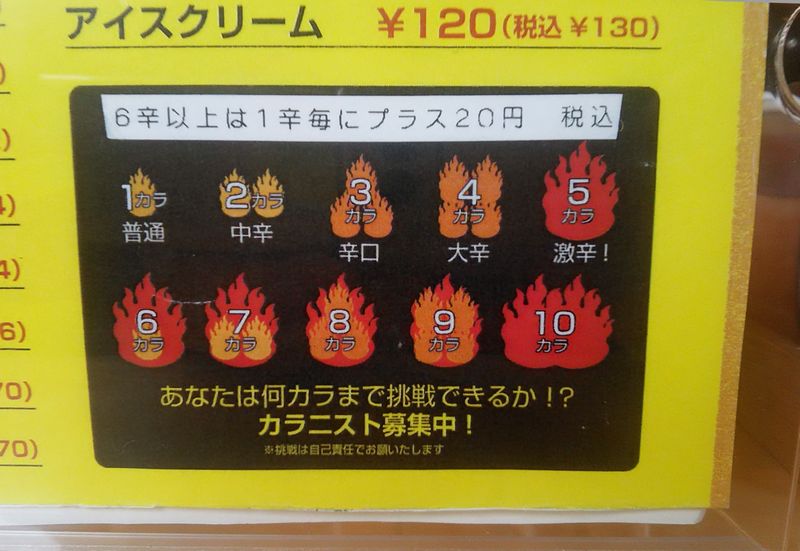 アイスクリーム ¥120(税込 ¥130)
6辛以上は1辛毎にプラス20円 税込
1カラ 2カラ 3カラ 4カラ 5カラ
普通 中辛 辛口 大辛 激辛!
6カラ 7カラ 8カラ 9カラ 10カラ
あなたは何カラまで挑戦できるか!?
カラニスト募集中!
※挑戦は自己責任でお願いたします
)
)
4)
4)
6)
70)
70)